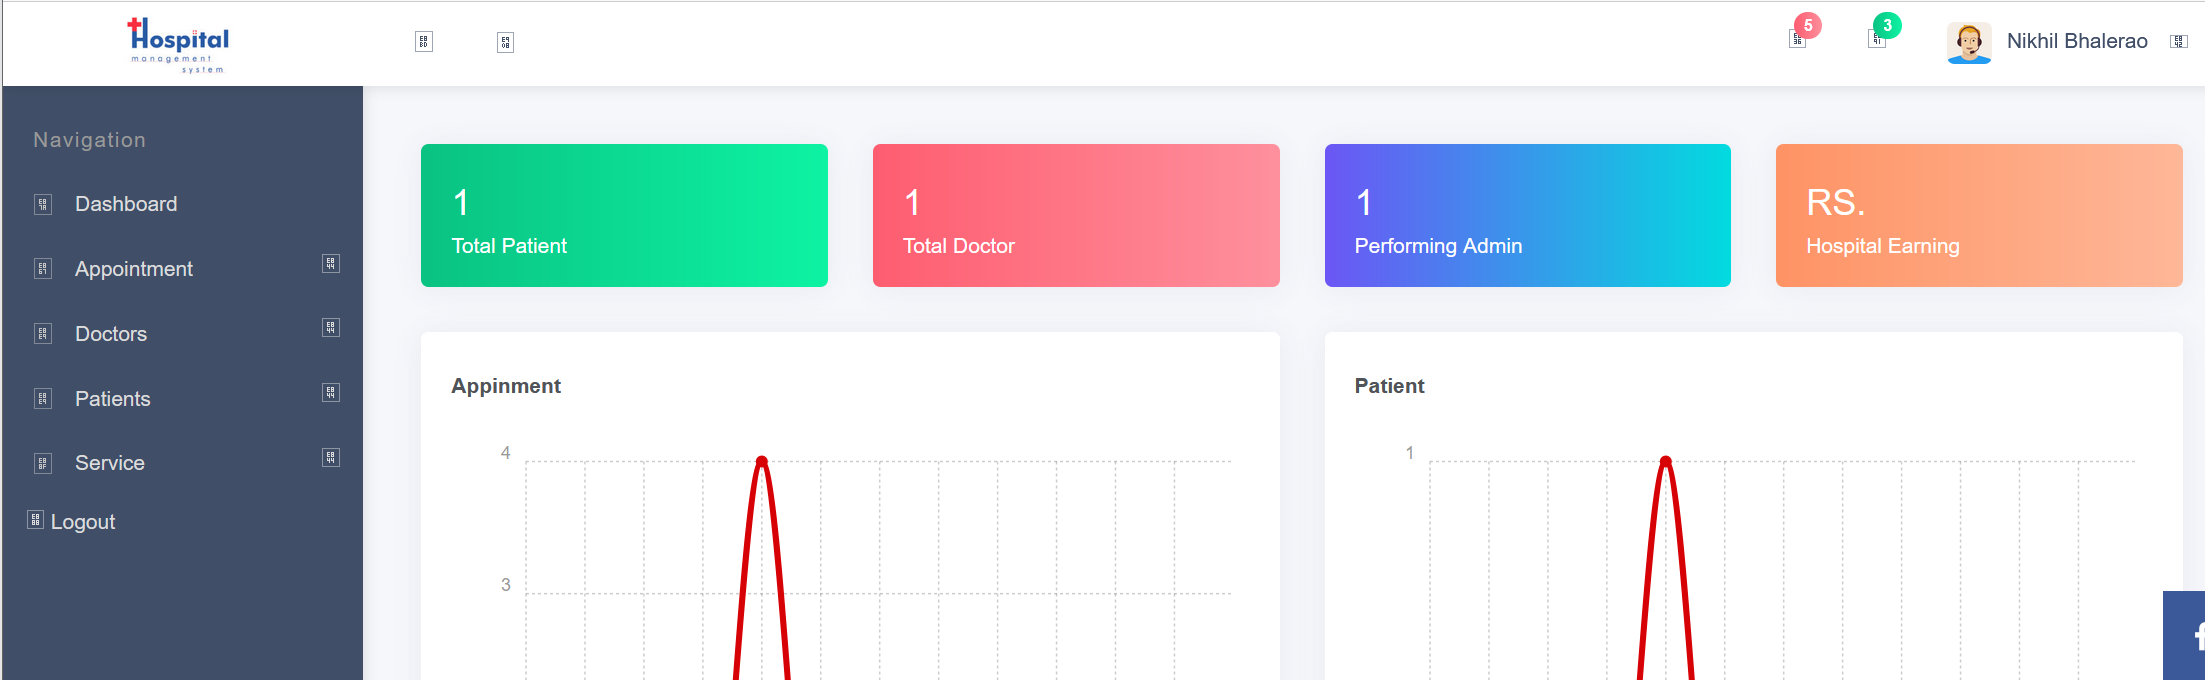 Hospital
management
system
5
3
Nikhil Bhalerao
Navigation
Dashboard
Appointment
Doctors
Patients
Service
Logout
1
Total Patient
1
Total Doctor
1
Performing Admin
RS.
Hospital Earning
Appinment
4
3
Patient
1